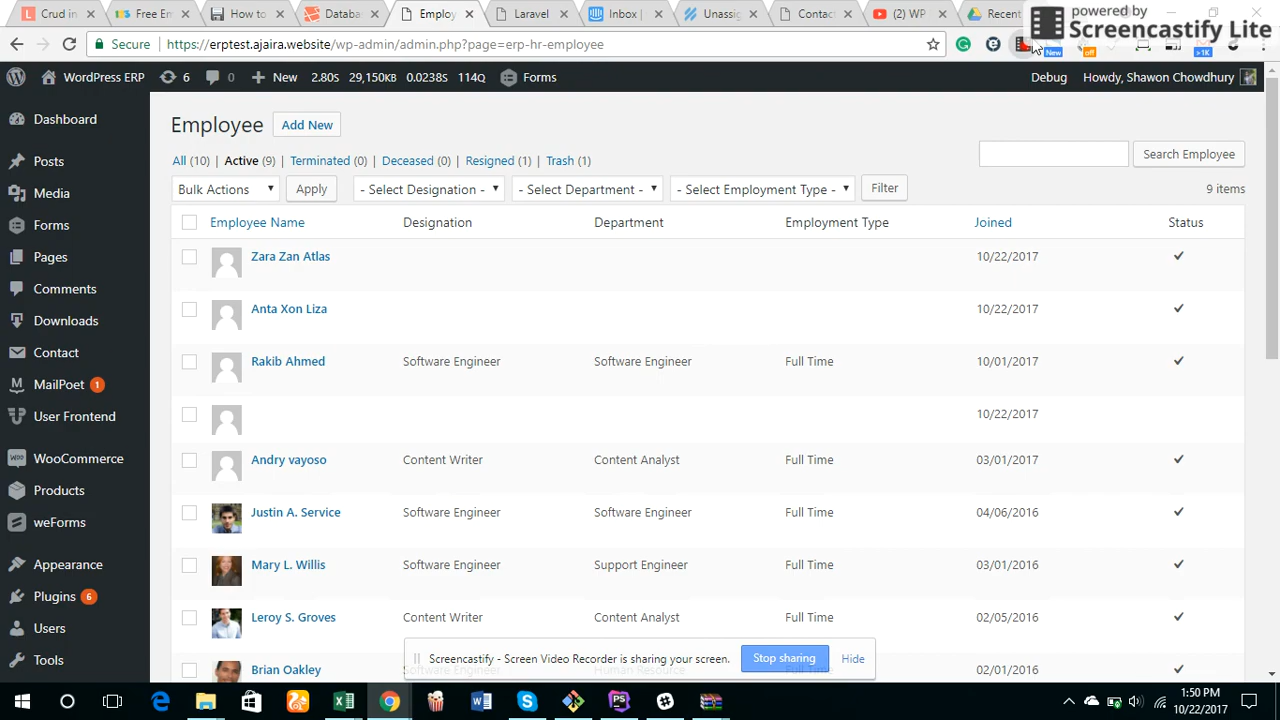 Crud in
Free Em
How to
Datab
Employ
Laravel
Inbox |
Unassig
Contac
(2) WP
Recent
powered by
Screencastify Lite
Secure
https://erptest.ajaira.website/wp-admin/admin.php?page=erp-hr-employee
New
off
>1K
WordPress ERP
6
0
New
2.80S 29,150KB 0.0238S 114Q
Forms
Debug
Howdy, Shawon Chowdhury
Dashboard
Posts
Media
Forms
Pages
Comments
Downloads
Contact
MailPoet 1
User Frontend
WooCommerce
Products
weForms
Appearance
Plugins 6
Users
Tools
Employee
Add New
All (10) | Active (9) | Terminated (0) | Deceased (0) | Resigned (1) | Trash (1)
Search Employee
Bulk Actions
Apply
- Select Designation -
- Select Department -
- Select Employment Type -
Filter
9 items
Employee Name Designation Department Employment Type Joined Status
Zara Zan Atlas 10/22/2017
Anta Xon Liza 10/22/2017
Rakib Ahmed Software Engineer Software Engineer Full Time 10/01/2017
10/22/2017
Andry vayoso Content Writer Content Analyst Full Time 03/01/2017
Justin A. Service Software Engineer Software Engineer Full Time 04/06/2016
Mary L. Willis Software Engineer Support Engineer Full Time 03/01/2016
Leroy S. Groves Content Writer Content Analyst Full Time 02/05/2016
Brian Oakley Software Engineer Human Resource 02/01/2016
Screencastify - Screen Video Recorder is sharing your screen.
Stop sharing
Hide
1:50 PM
10/22/2017